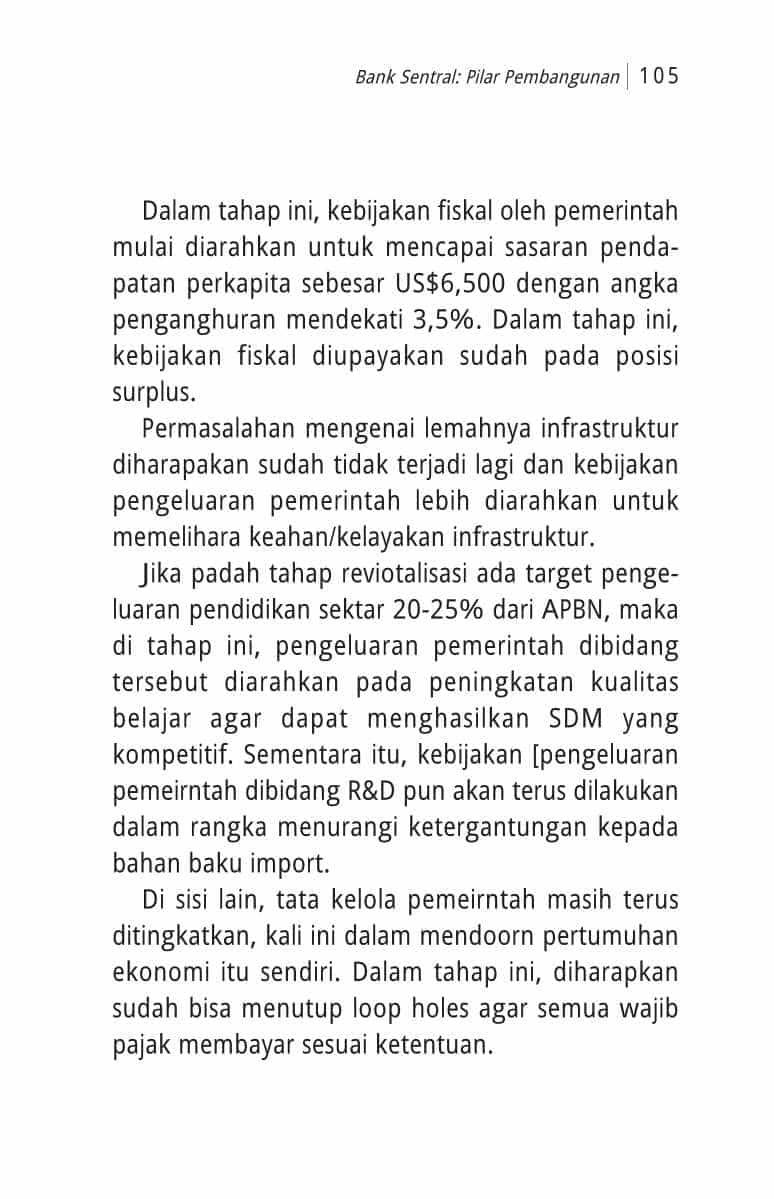 Bank Sentral: Pilar Pembangunan | 105
Dalam tahap ini, kebijakan fiskal oleh pemerintah
mulai diarahkan untuk mencapai sasaran penda-
patan perkapita sebesar US$6,500 dengan angka
penganghuran mendekati 3,5%. Dalam tahap ini,
kebijakan fiskal diupayakan sudah pada posisi
surplus.
Permasalahan mengenai lemahnya infrastruktur
diharapakan sudah tidak terjadi lagi dan kebijakan
pengeluaran pemerintah lebih diarahkan untuk
memelihara keahan/kelayakan infrastruktur.
Jika padah tahap reviotalisasi ada target penge-
luaran pendidikan sektar 20-25% dari APBN, maka
di tahap ini, pengeluaran pemerintah dibidang
tersebut diarahkan pada peningkatan kualitas
belajar agar dapat menghasilkan SDM yang
kompetitif. Sementara itu, kebijakan [pengeluaran
pemeirntah dibidang R&D pun akan terus dilakukan
dalam rangka menurangi ketergantungan kepada
bahan baku import.
Di sisi lain, tata kelola pemeirntah masih terus
ditingkatkan, kali ini dalam mendoorn pertumuhan
ekonomi itu sendiri. Dalam tahap ini, diharapkan
sudah bisa menutup loop holes agar semua wajib
pajak membayar sesuai ketentuan.